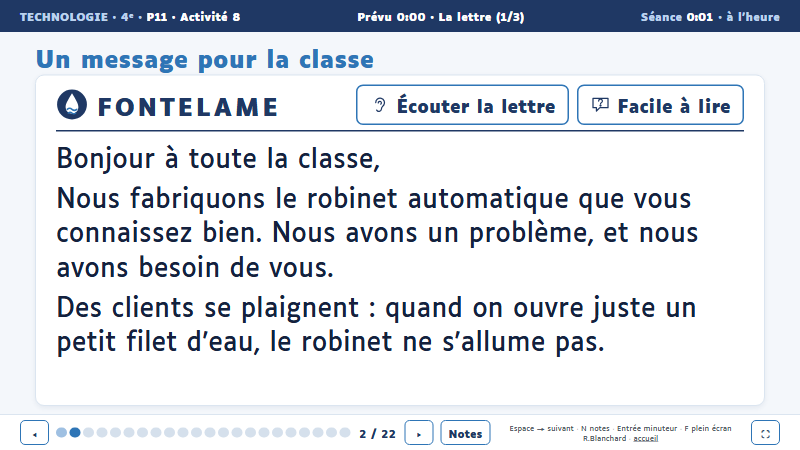 TECHNOLOGIE · 4e · P11 · Activité 8
Prévu 0:00 · La lettre (1/3)
Séance 0:01 · à l'heure
Un message pour la classe
FONTELAME
Écouter la lettre
Facile à lire
Bonjour à toute la classe,
Nous fabriquons le robinet automatique que vous
connaissez bien. Nous avons un problème, et nous
avons besoin de vous.
Des clients se plaignent : quand on ouvre juste un
petit filet d'eau, le robinet ne s'allume pas.
2 / 22
Notes
Espace → suivant · N notes · Entrée minuteur · F plein écran
R.Blanchard · accueil